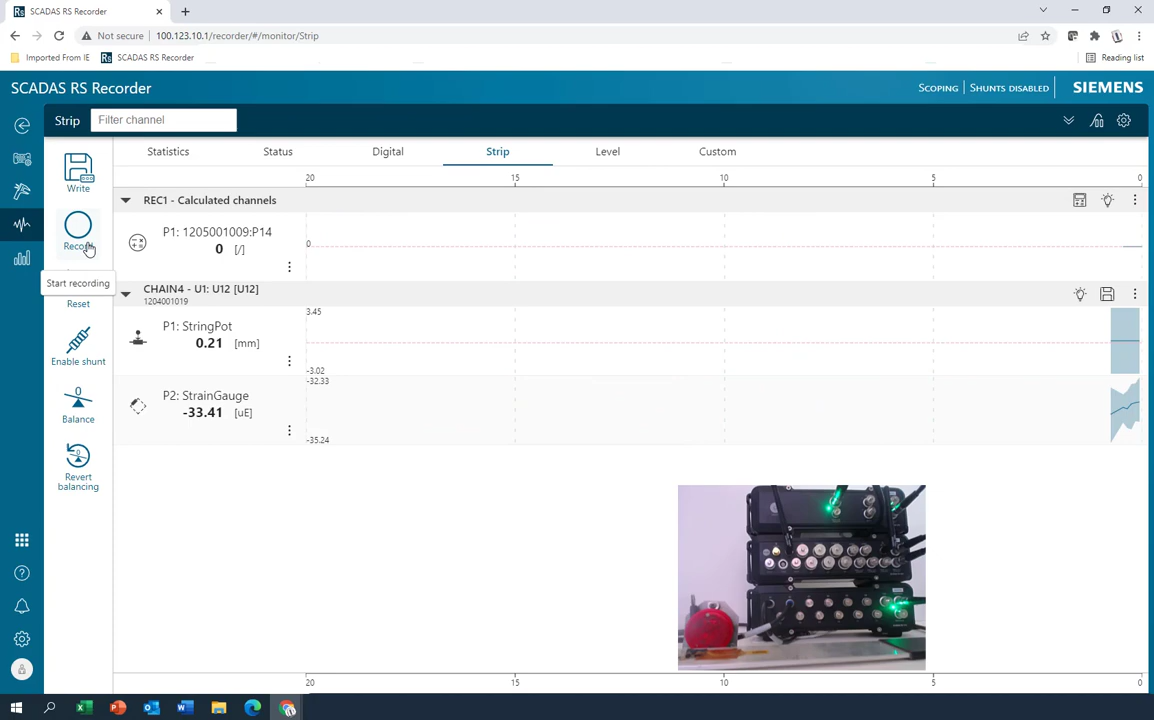 SCADAS RS Recorder
Not secure 100.123.10.1/recorder/#/monitor/Strip
Imported From IE SCADAS RS Recorder Reading list
SCADAS RS Recorder SCOPING SHUNTS DISABLED SIEMENS
Strip Filter channel
Write
Record
Start recording
Reset
Enable shunt
0
Balance
Revert
balancing
Statistics Status Digital Strip Level Custom
20 15 10 5 0
REC1 - Calculated channels
P1: 1205001009:P14
0 [/]
0
CHAIN4 - U1: U12 [U12]
1204001019
3.45
P1: StringPot
0.21 [mm]
-3.02
-32.33
P2: StrainGauge
-33.41 [uE]
-35.24
20 15 10 5 0